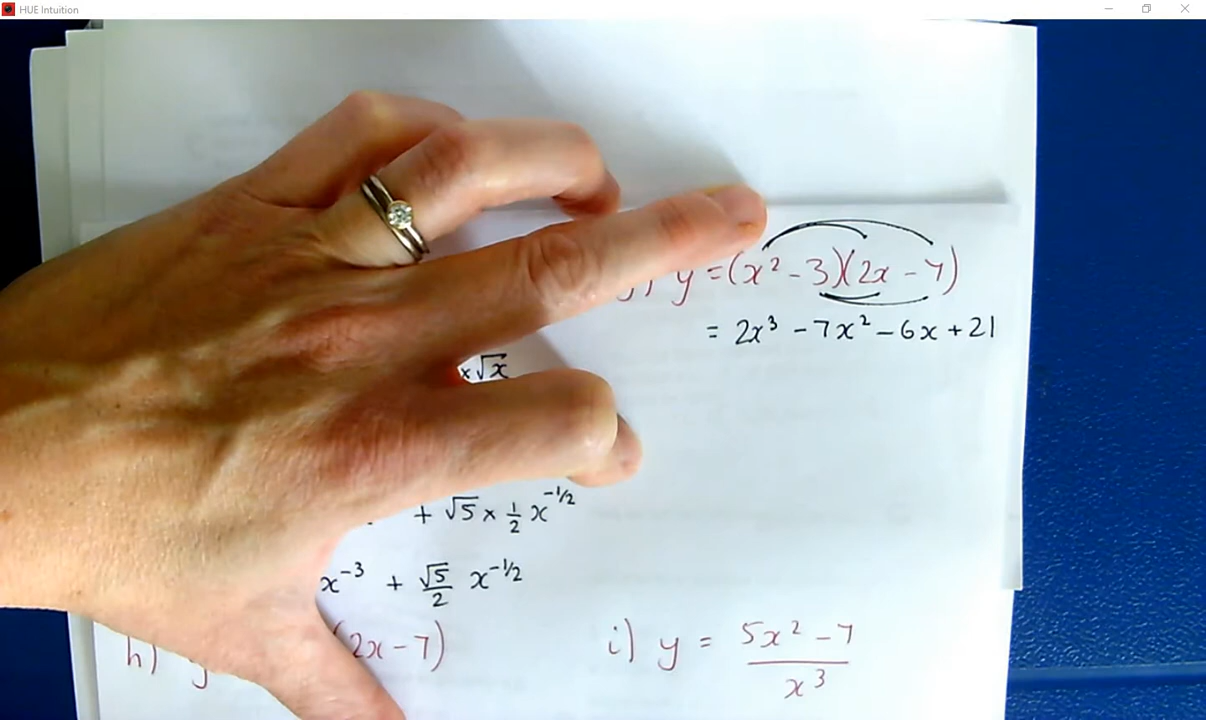 HUE Intuition
y = (x² - 3)(2x - 7)
= 2x³ - 7x² - 6x + 21
x√x
+ √5 × 1/2 x^(-1/2)
x⁻³ + √5/2 x^(-1/2)
h) y (2x - 7)
i) y = (5x² - 7)/x³